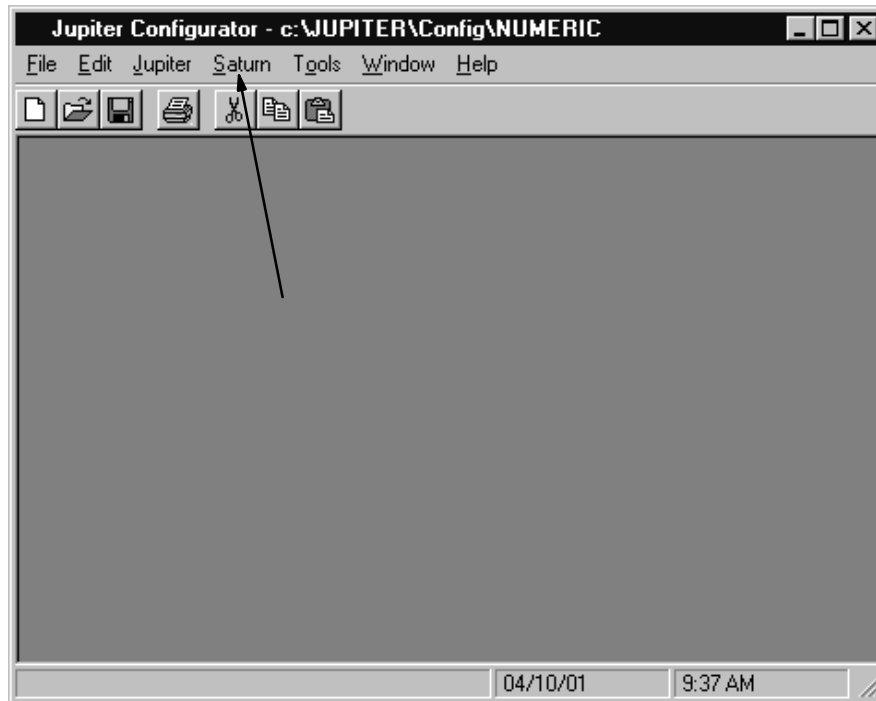 Jupiter Configurator - c:\JUPITER\Config\NUMERIC
File Edit Jupiter Saturn Tools Window Help
04/10/01 9:37 AM